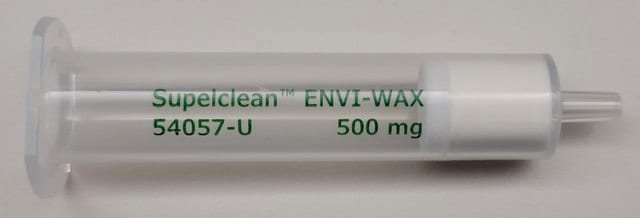 Supelclean™ ENVI-WAX
54057-U 500 mg